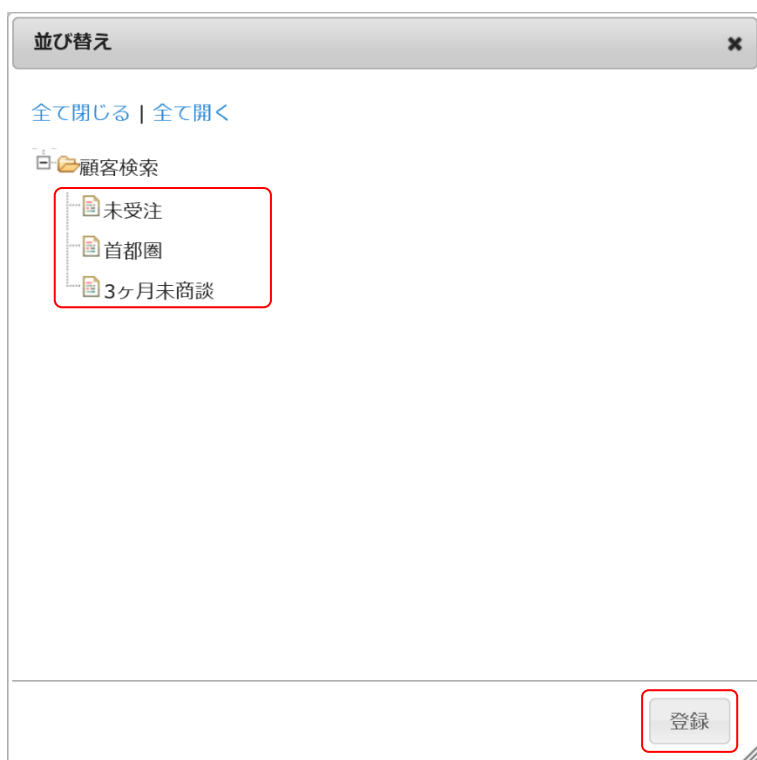 並び替え
全て閉じる | 全て開く
顧客検索
未受注
首都圏
3ヶ月未商談
登録